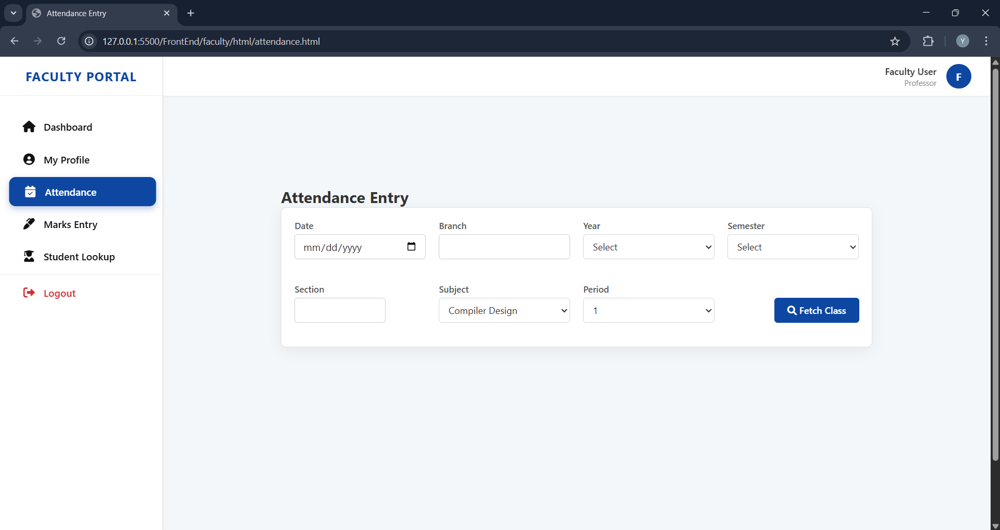 Attendance Entry
127.0.0.1:5500/FrontEnd/faculty/html/attendance.html
Y
FACULTY PORTAL
Faculty User
Professor
F
Dashboard
My Profile
Attendance
Marks Entry
Student Lookup
Logout
Attendance Entry
Date Branch Year Semester
mm/dd/yyyy Select Select
Section Subject Period
Compiler Design 1 Fetch Class